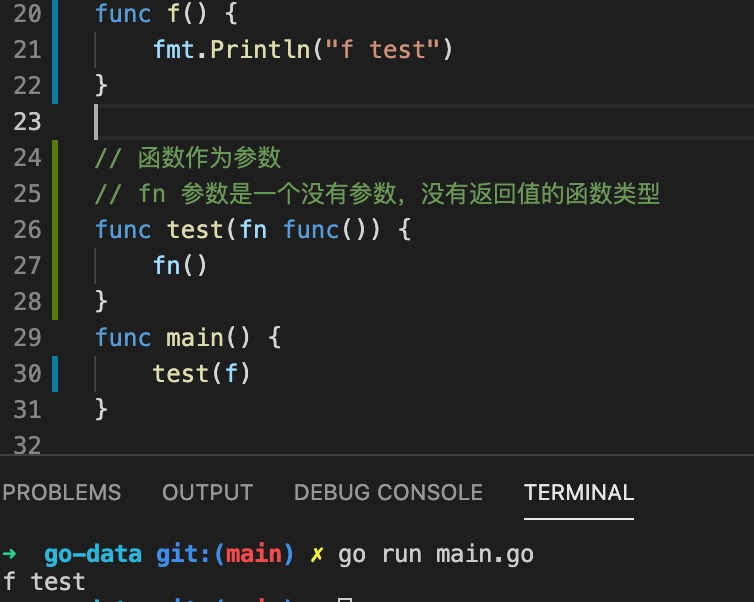 20 func f() {
21 fmt.Println("f test")
22 }
23
24 // 函数作为参数
25 // fn 参数是一个没有参数，没有返回值的函数类型
26 func test(fn func()) {
27 fn()
28 }
29 func main() {
30 test(f)
31 }
32
PROBLEMS OUTPUT DEBUG CONSOLE TERMINAL
➜ go-data git:(main) ✗ go run main.go
f test